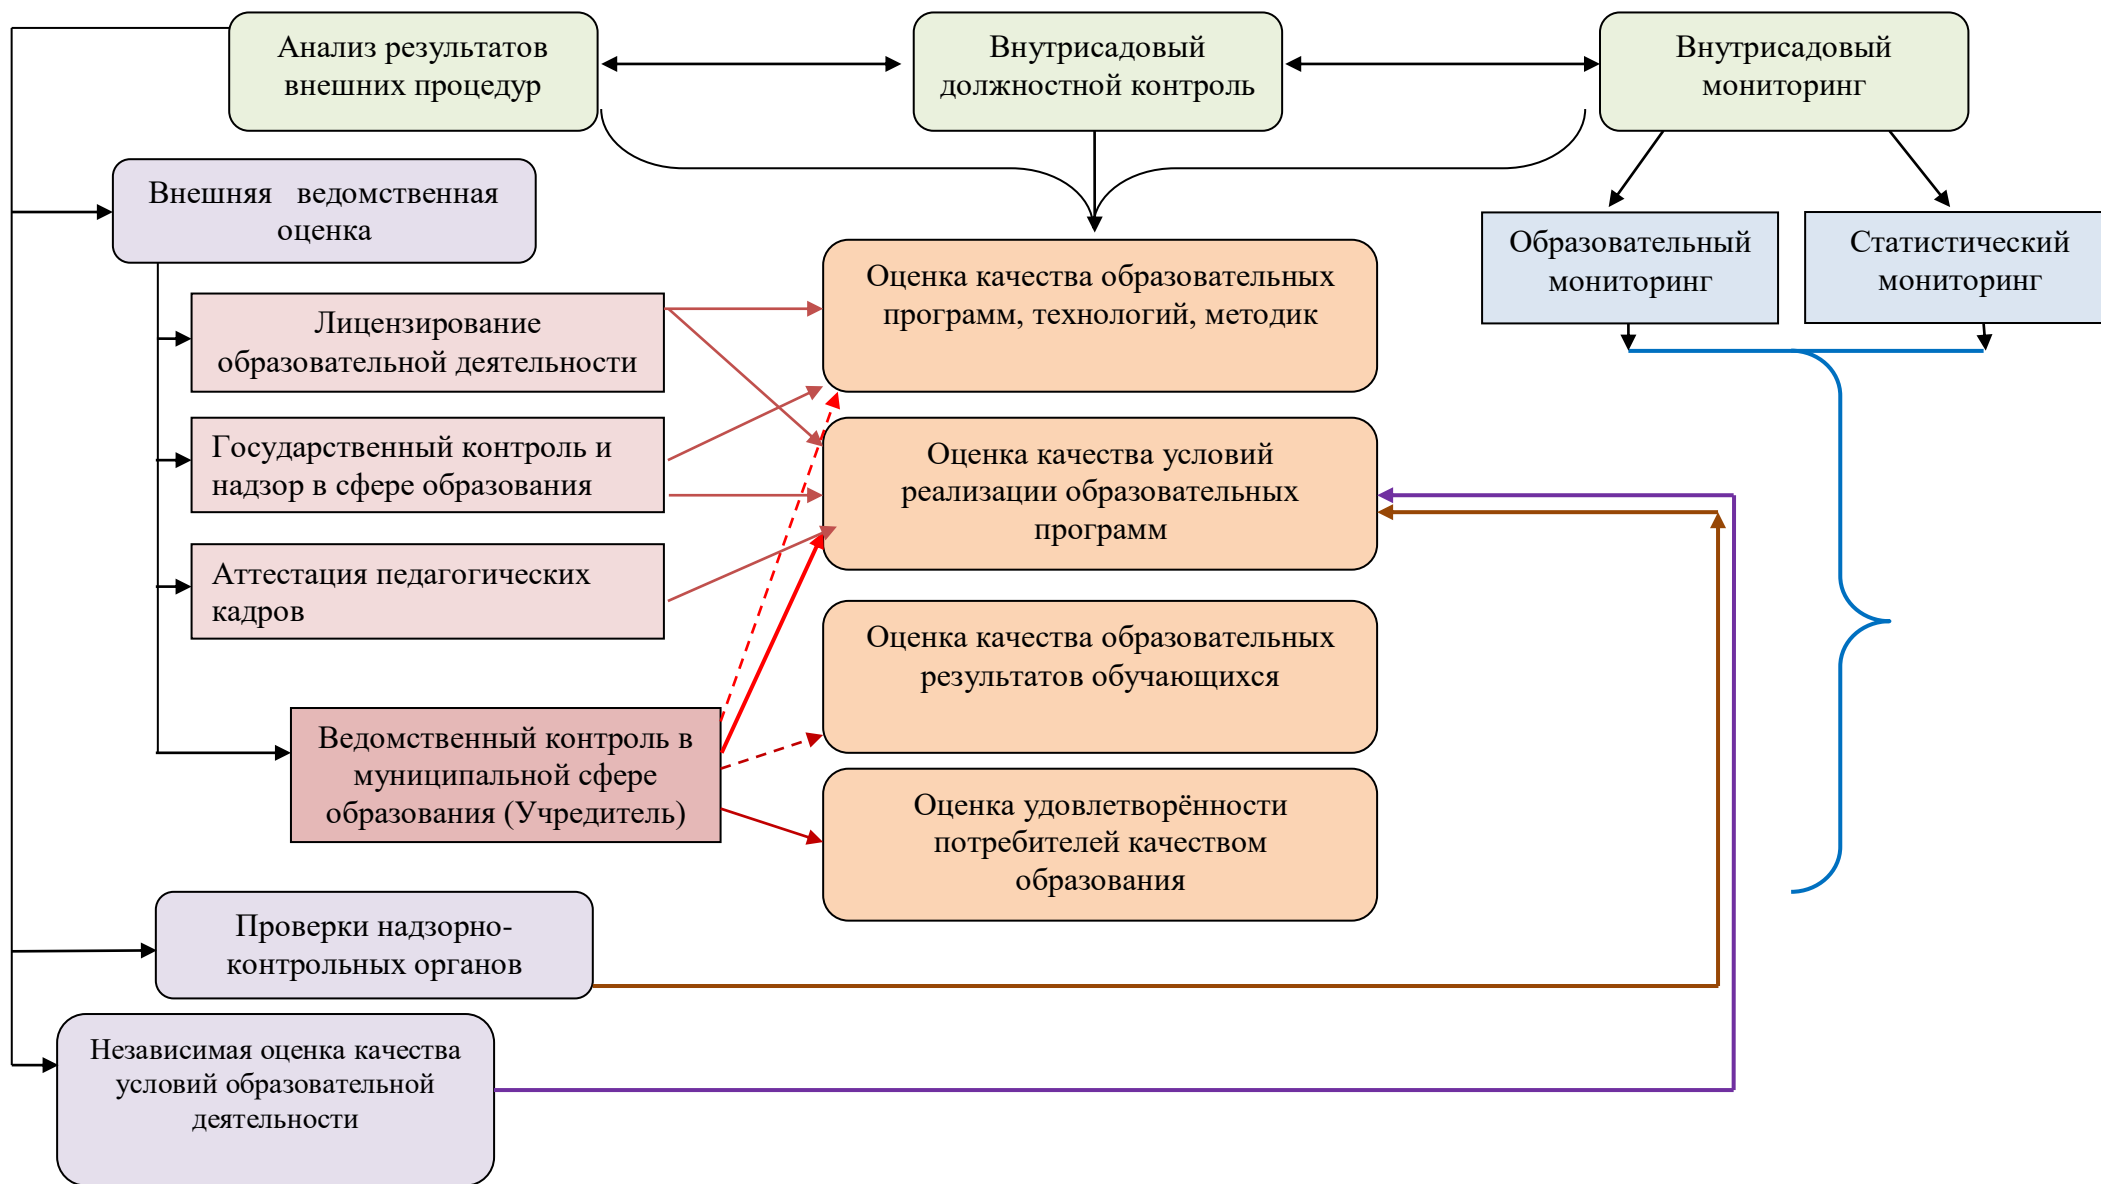 Анализ результатов
внешних процедур
Внутрисадовый
должностной контроль
Внутрисадовый
мониторинг
Внешняя ведомственная
оценка
Образовательный
мониторинг
Статистический
мониторинг
Лицензирование
образовательной деятельности
Государственный контроль и
надзор в сфере образования
Аттестация педагогических
кадров
Ведомственный контроль в
муниципальной сфере
образования (Учредитель)
Оценка качества образовательных
программ, технологий, методик
Оценка качества условий
реализации образовательных
программ
Оценка качества образовательных
результатов обучающихся
Оценка удовлетворённости
потребителей качеством
образования
Проверки надзорно-
контрольных органов
Независимая оценка качества
условий образовательной
деятельности